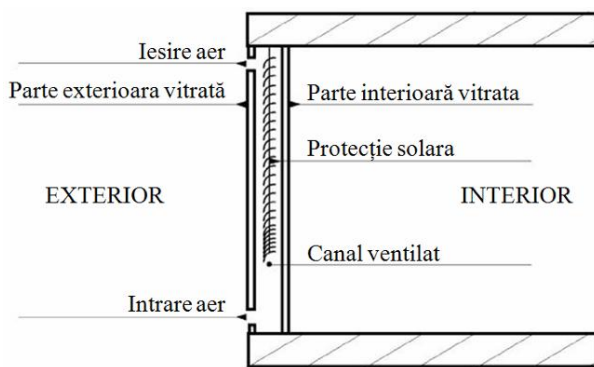 Iesire aer
Parte exterioara vitrată
Parte interioară vitrata
Protecție solara
EXTERIOR
INTERIOR
Canal ventilat
Intrare aer